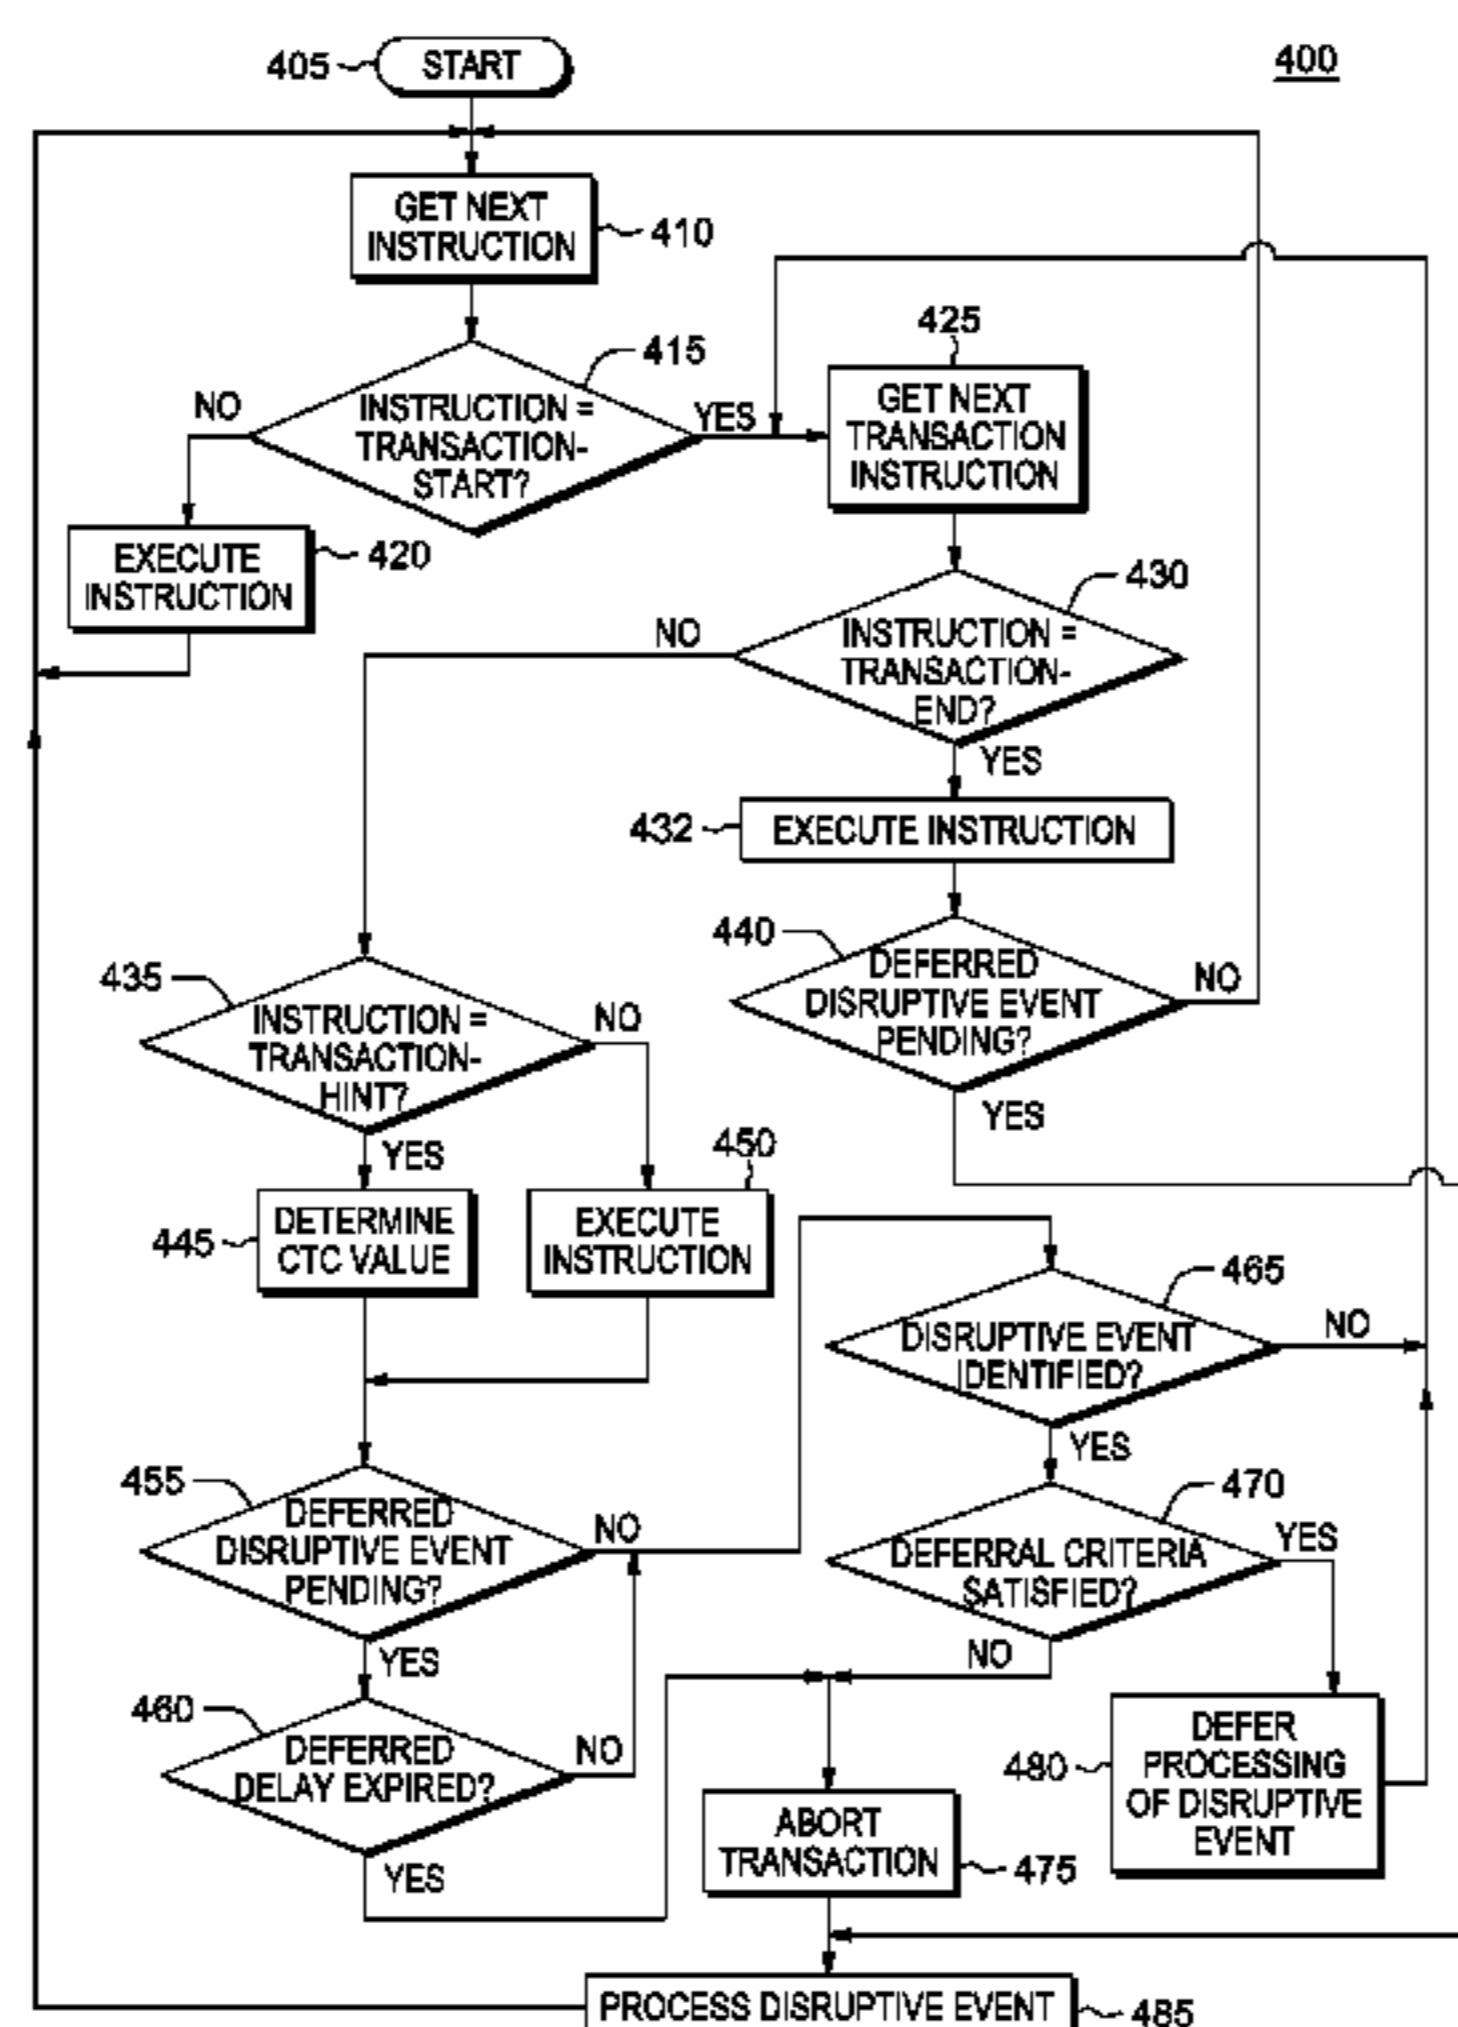 400
405
START
GET NEXT
INSTRUCTION
410
415
INSTRUCTION =
TRANSACTION-
START?
NO
YES
425
GET NEXT
TRANSACTION
INSTRUCTION
EXECUTE
INSTRUCTION
420
430
INSTRUCTION =
TRANSACTION-
END?
NO
YES
432
EXECUTE INSTRUCTION
440
DEFERRED
DISRUPTIVE EVENT
PENDING?
NO
YES
435
INSTRUCTION =
TRANSACTION-
HINT?
NO
YES
445
DETERMINE
CTC VALUE
450
EXECUTE
INSTRUCTION
465
DISRUPTIVE EVENT
IDENTIFIED?
NO
YES
455
DEFERRED
DISRUPTIVE EVENT
PENDING?
NO
YES
470
DEFERRAL CRITERIA
SATISFIED?
YES
NO
460
DEFERRED
DELAY EXPIRED?
NO
YES
480
DEFER
PROCESSING
OF DISRUPTIVE
EVENT
ABORT
TRANSACTION
475
PROCESS DISRUPTIVE EVENT
485